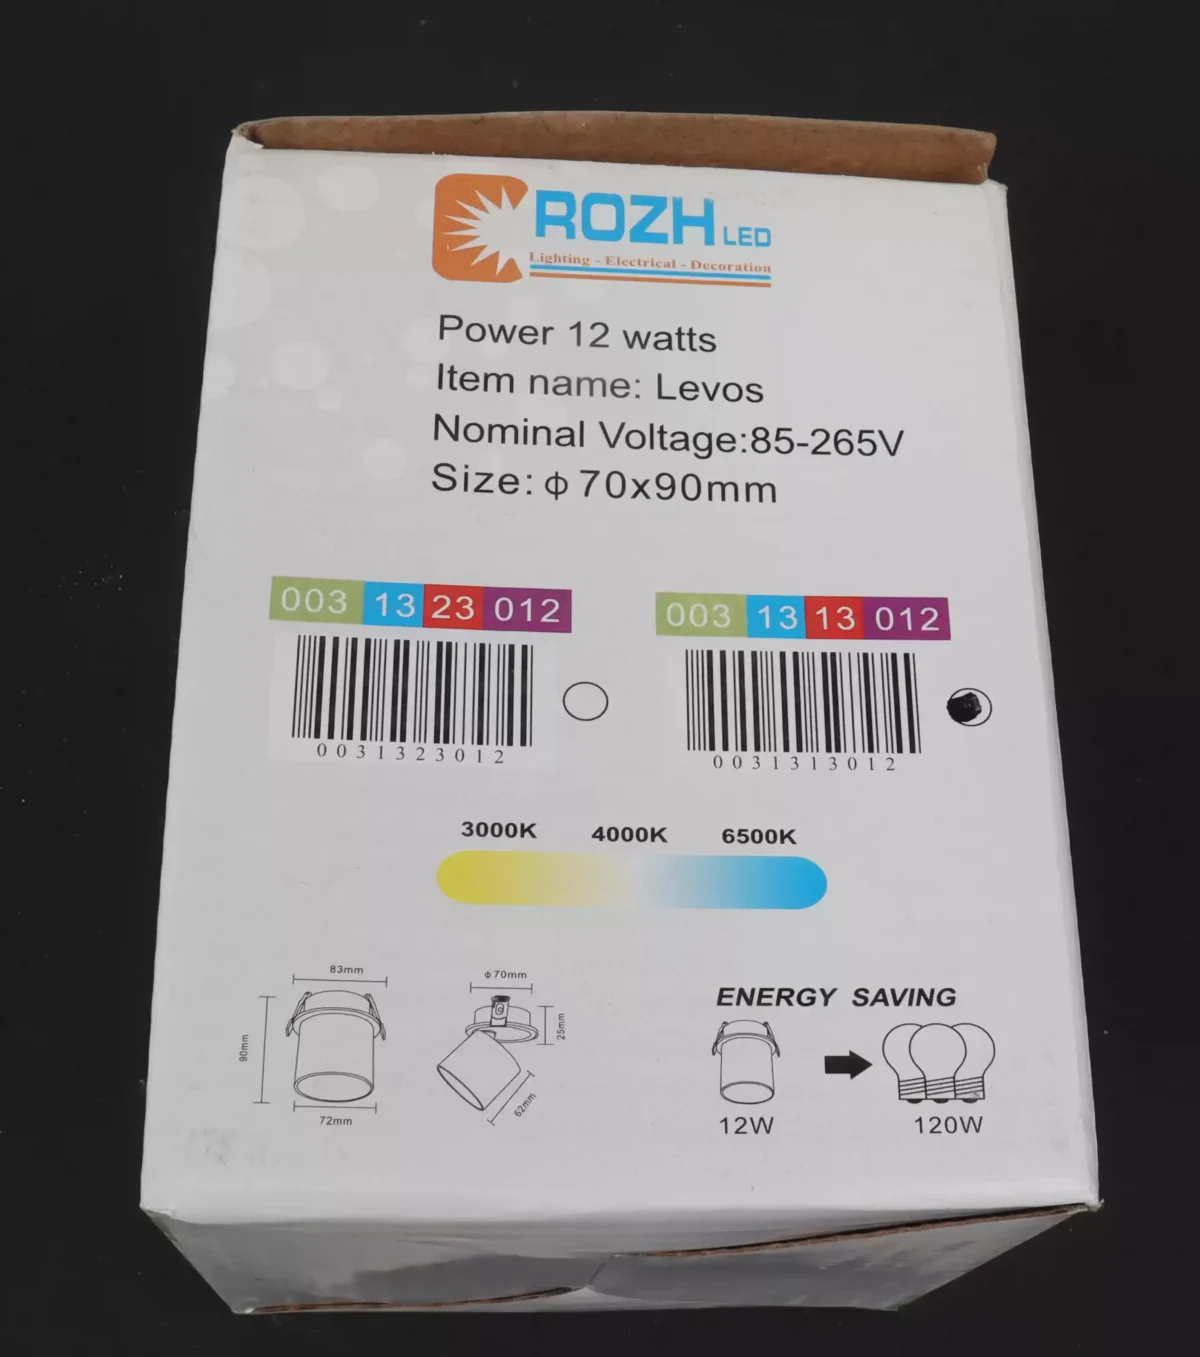 ROZH LED
Lighting - Electrical - Decoration
Power 12 watts
Item name: Levos
Nominal Voltage:85-265V
Size: ф 70x90mm
003 13 23 012
003 13 13 012
0031323012
0031313012
3000K 4000K 6500K
83mm
90mm
72mm
ф70mm
25mm
62mm
ENERGY SAVING
12W
120W